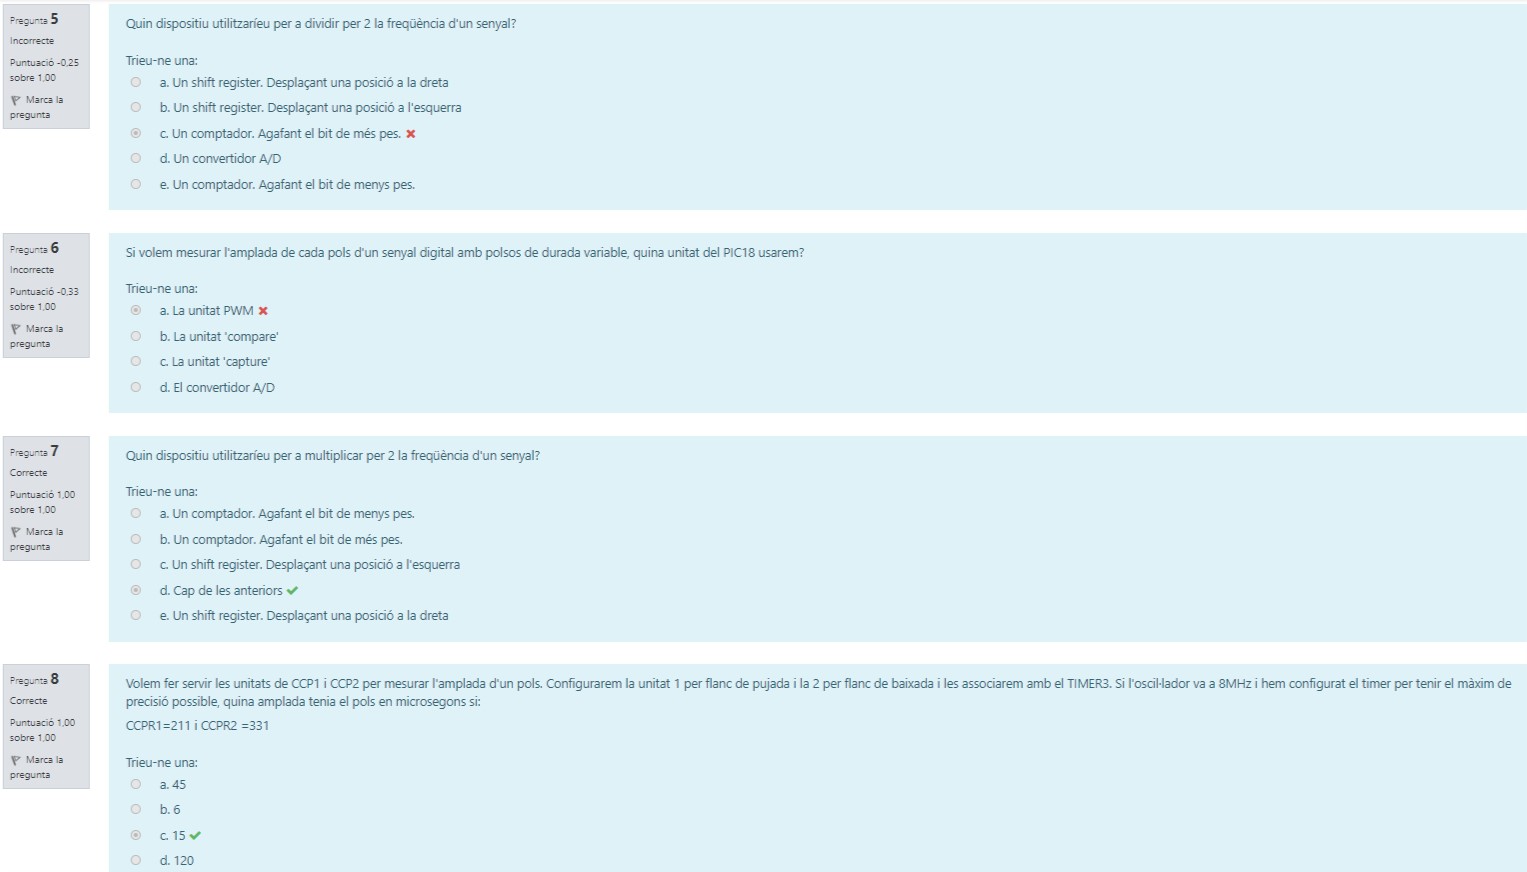 Pregunta 5
Incorrecte
Puntuació -0,25
sobre 1,00
Marca la
pregunta
Quin dispositiu utilitzaríeu per a dividir per 2 la freqüència d'un senyal?
Trieu-ne una:
a. Un shift register. Desplaçant una posició a la dreta
b. Un shift register. Desplaçant una posició a l'esquerra
c. Un comptador. Agafant el bit de més pes.
d. Un convertidor A/D
e. Un comptador. Agafant el bit de menys pes.
Pregunta 6
Incorrecte
Puntuació -0,33
sobre 1,00
Marca la
pregunta
Si volem mesurar l'amplada de cada pols d'un senyal digital amb polsos de durada variable, quina unitat del PIC18 usarem?
Trieu-ne una:
a. La unitat PWM
b. La unitat 'compare'
c. La unitat 'capture'
d. El convertidor A/D
Pregunta 7
Correcte
Puntuació 1,00
sobre 1,00
Marca la
pregunta
Quin dispositiu utilitzaríeu per a multiplicar per 2 la freqüència d'un senyal?
Trieu-ne una:
a. Un comptador. Agafant el bit de menys pes.
b. Un comptador. Agafant el bit de més pes.
c. Un shift register. Desplaçant una posició a l'esquerra
d. Cap de les anteriors
e. Un shift register. Desplaçant una posició a la dreta
Pregunta 8
Correcte
Puntuació 1,00
sobre 1,00
Marca la
pregunta
Volem fer servir les unitats de CCP1 i CCP2 per mesurar l'amplada d'un pols. Configurarem la unitat 1 per flanc de pujada i la 2 per flanc de baixada i les associarem amb el TIMER3. Si l'oscil·lador va a 8MHz i hem configurat el timer per tenir el màxim de
precisió possible, quina amplada tenia el pols en microsegons si:
CCPR1=211 i CCPR2 =331
Trieu-ne una:
a. 45
b. 6
c. 15
d. 120